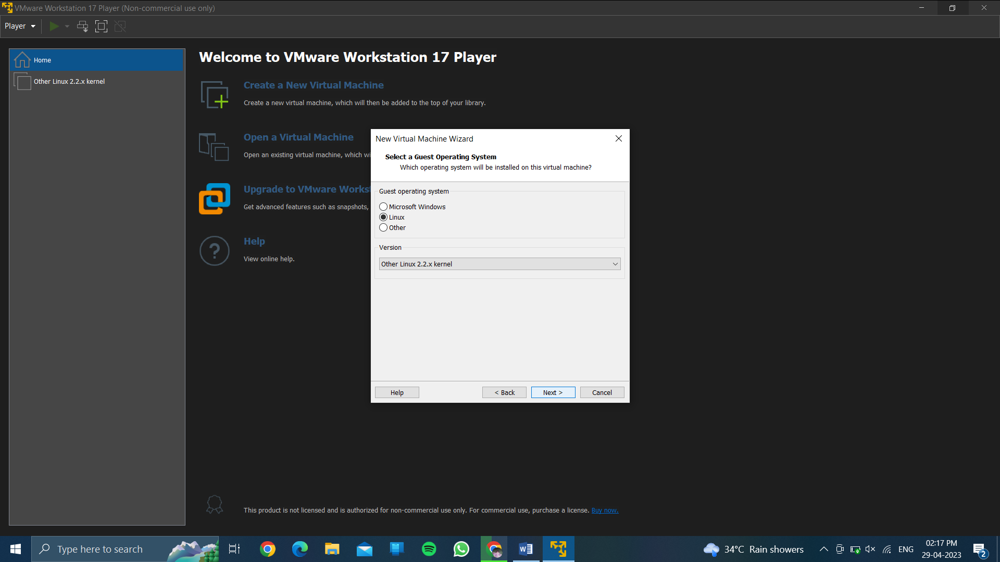 VMware Workstation 17 Player (Non-commercial use only)
Player
Home
Other Linux 2.2.x kernel
Welcome to VMware Workstation 17 Player
Create a New Virtual Machine
Create a new virtual machine, which will then be added to the top of your library.
Open a Virtual Machine
Open an existing virtual machine, which wi
Upgrade to VMware Workst
Get advanced features such as snapshots,
Help
View online help.
New Virtual Machine Wizard
Select a Guest Operating System
Which operating system will be installed on this virtual machine?
Guest operating system
Microsoft Windows
Linux
Other
Version
Other Linux 2.2.x kernel
Help
< Back
Next >
Cancel
This product is not licensed and is authorized for non-commercial use only. For commercial use, purchase a license. Buy now.
Type here to search
34°C Rain showers
ENG
02:17 PM
29-04-2023
2